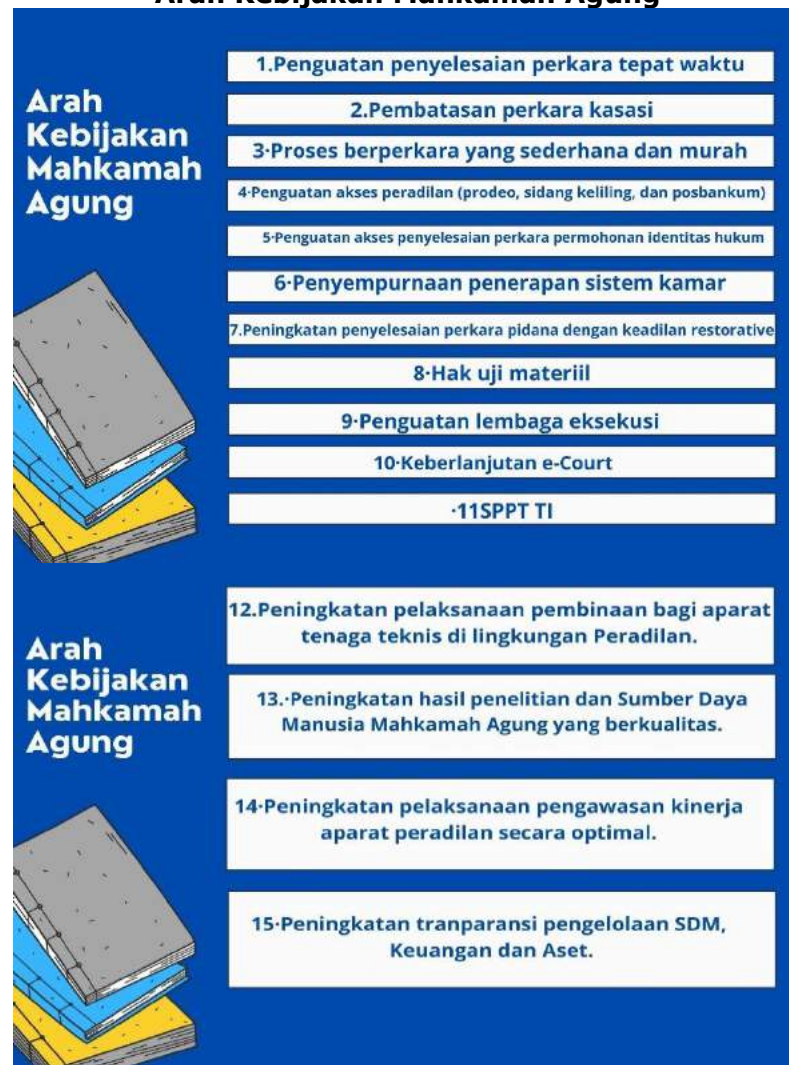 Arah Kebijakan Mahkamah Agung
Arah
Kebijakan
Mahkamah
Agung
1.Penguatan penyelesaian perkara tepat waktu
2.Pembatasan perkara kasasi
3·Proses berperkara yang sederhana dan murah
4·Penguatan akses peradilan (prodeo, sidang keliling, dan posbankum)
5·Penguatan akses penyelesaian perkara permohonan identitas hukum
6·Penyempurnaan penerapan sistem kamar
7.Peningkatan penyelesaian perkara pidana dengan keadilan restorative
8·Hak uji materiil
9·Penguatan lembaga eksekusi
10·Keberlanjutan e-Court
·11SPPT TI
Arah
Kebijakan
Mahkamah
Agung
12.Peningkatan pelaksanaan pembinaan bagi aparat
tenaga teknis di lingkungan Peradilan.
13.·Peningkatan hasil penelitian dan Sumber Daya
Manusia Mahkamah Agung yang berkualitas.
14·Peningkatan pelaksanaan pengawasan kinerja
aparat peradilan secara optimal.
15·Peningkatan tranparansi pengelolaan SDM,
Keuangan dan Aset.